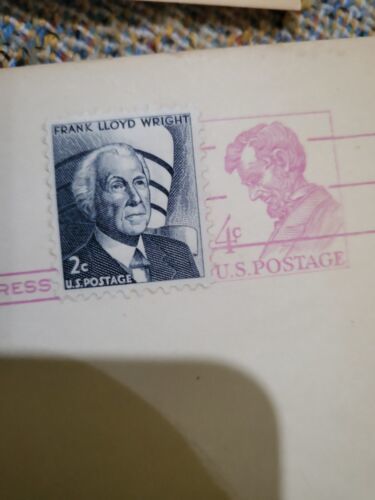 FRANK LLOYD WRIGHT
2c
U.S. POSTAGE
4c
U.S. POSTAGE
RESS